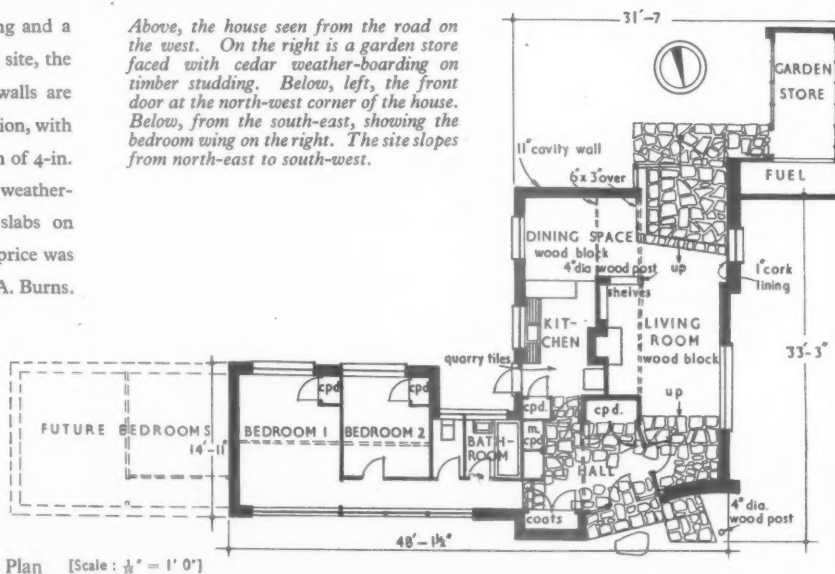 ng and a
site, the
walls are
ion, with
n of 4-in.
weather-
slabs on
price was
A. Burns.
Above, the house seen from the road on
the west. On the right is a garden store
faced with cedar weather-boarding on
timber studding. Below, left, the front
door at the north-west corner of the house.
Below, from the south-east, showing the
bedroom wing on the right. The site slopes
from north-east to south-west.
31'-7
GARDEN
STORE
FUEL
11" cavity wall
6" x 3" over
DINING SPACE
wood block
4" dia wood post
up
shelves
1" cork
lining
KIT-
CHEN
LIVING
ROOM
wood block
33'-3"
quarry tiles
up
cpd.
cpd.
cpd
cpd
FUTURE BEDROOMS
14'-11"
BEDROOM 1
BEDROOM 2
BATH-
ROOM
m.
cpd
HALL
coats
4" dia.
wood post
48'-1½"
Plan [Scale: 1/16" = 1' 0"]